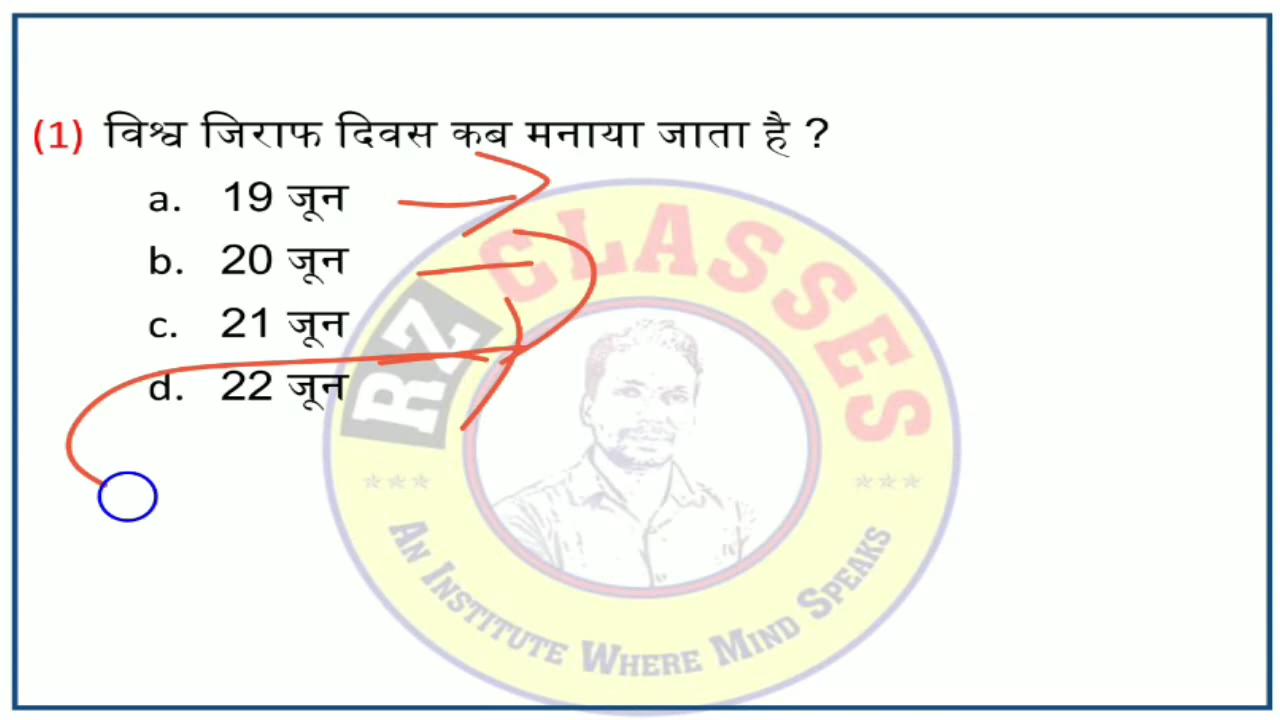 (1) विश्व जिराफ दिवस कब मनाया जाता है ?
a. 19 जून
b. 20 जून
c. 21 जून
d. 22 जून
RZ CLASSES
*** ***
AN INSTITUTE WHERE MIND SPEAKS